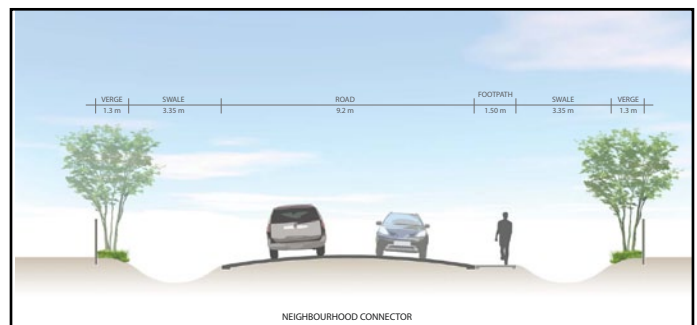 FOOTPATH
VERGE SWALE ROAD SWALE VERGE
1.3 m 3.35 m 9.2 m 1.50 m 3.35 m 1.3 m
NEIGHBOURHOOD CONNECTOR